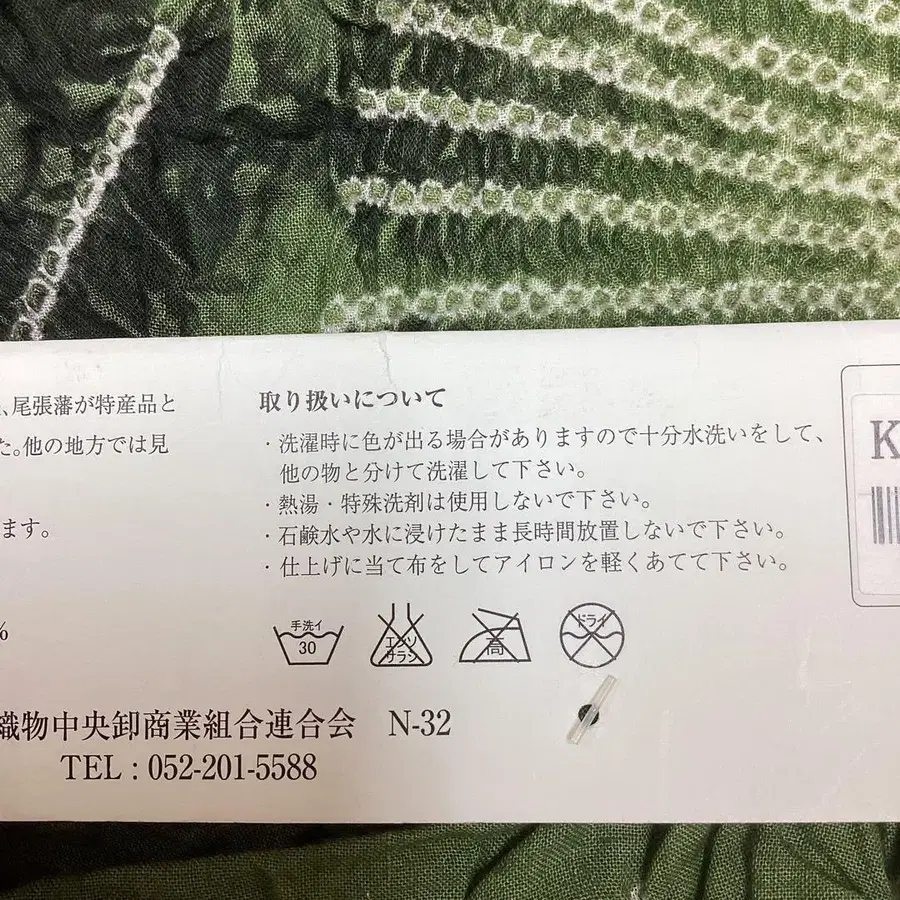 、尾張藩が特産品と
た。他の地方では見
ます。
%
取り扱いについて
・洗濯時に色が出る場合がありますので十分水洗いをして、
他の物と分けて洗濯して下さい。
・熱湯・特殊洗剤は使用しないで下さい。
・石鹸水や水に浸けたまま長時間放置しないで下さい。
・仕上げに当て布をしてアイロンを軽くあてて下さい。
手洗イ
30
エンソ
サラシ
高
ドライ
織物中央卸商業組合連合会 N-32
TEL : 052-201-5588
K